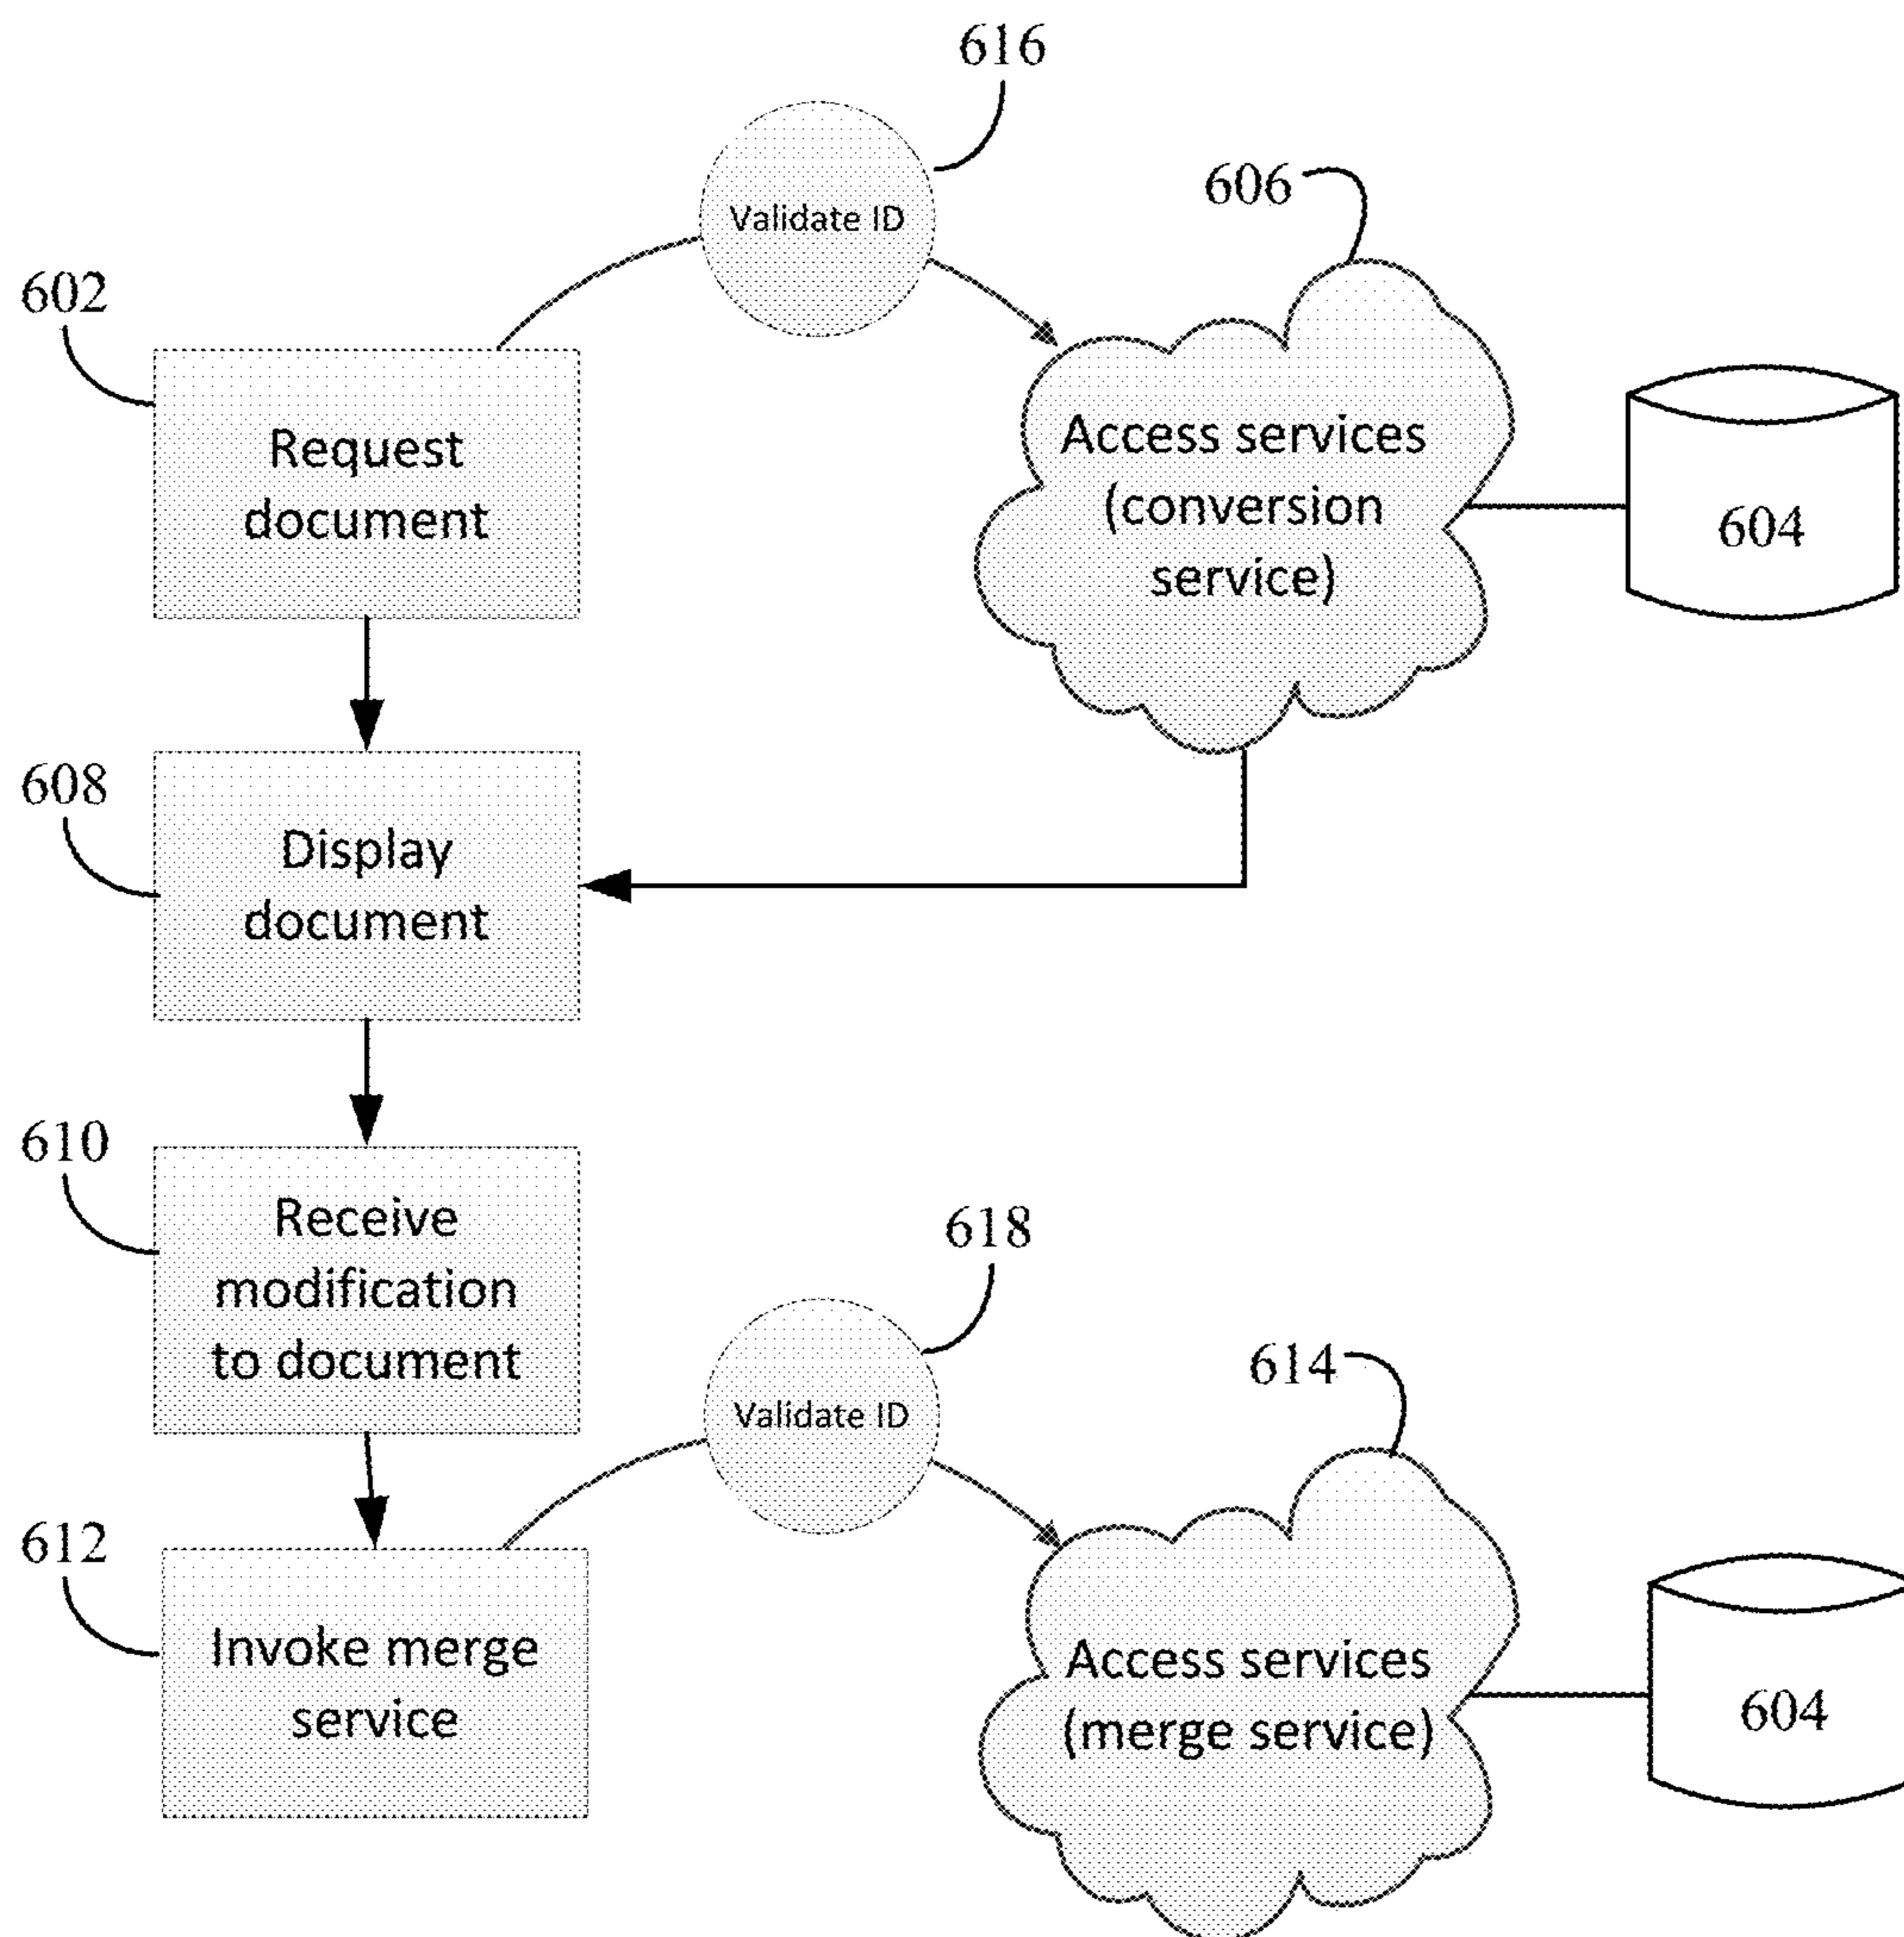 616
Validate ID
606
602
Request
document
Access services
(conversion
service)
604
608
Display
document
610
Receive
modification
to document
618
Validate ID
614
612
Invoke merge
service
Access services
(merge service)
604